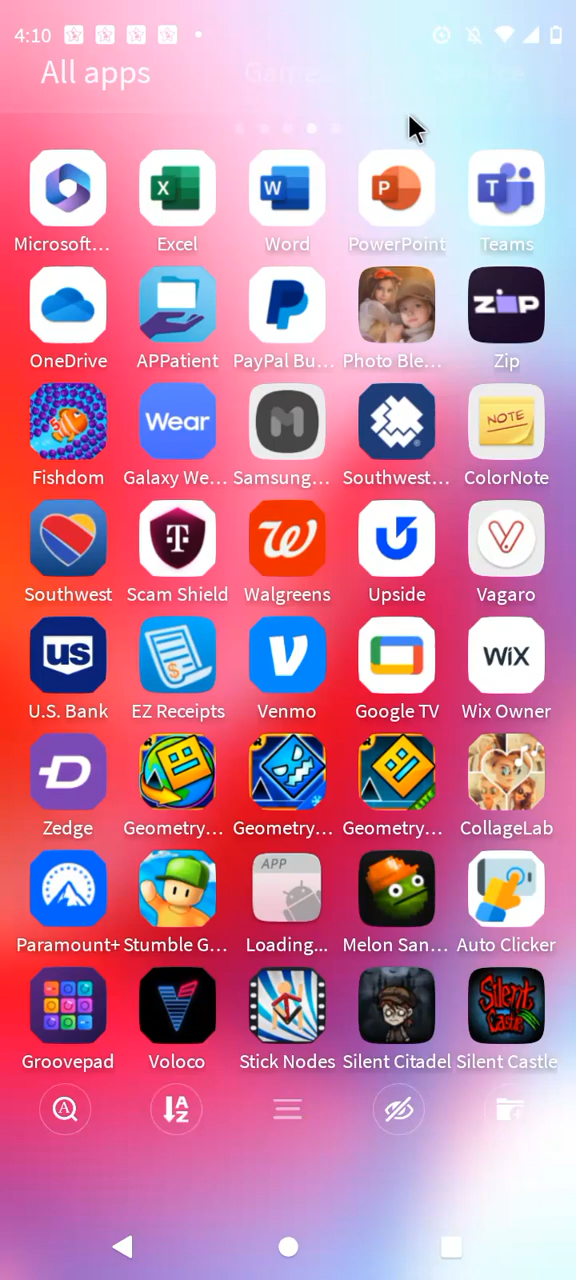 4:10
All apps Game Service
Microsoft... Excel Word PowerPoint Teams
OneDrive APPatient PayPal Bu... Photo Ble... Zip
Fishdom Galaxy We... Samsung... Southwest... ColorNote
Southwest Scam Shield Walgreens Upside Vagaro
U.S. Bank EZ Receipts Venmo Google TV Wix Owner
Zedge Geometry... Geometry... Geometry... CollageLab
Paramount+ Stumble G... Loading... Melon San... Auto Clicker
Groovepad Voloco Stick Nodes Silent Citadel Silent Castle